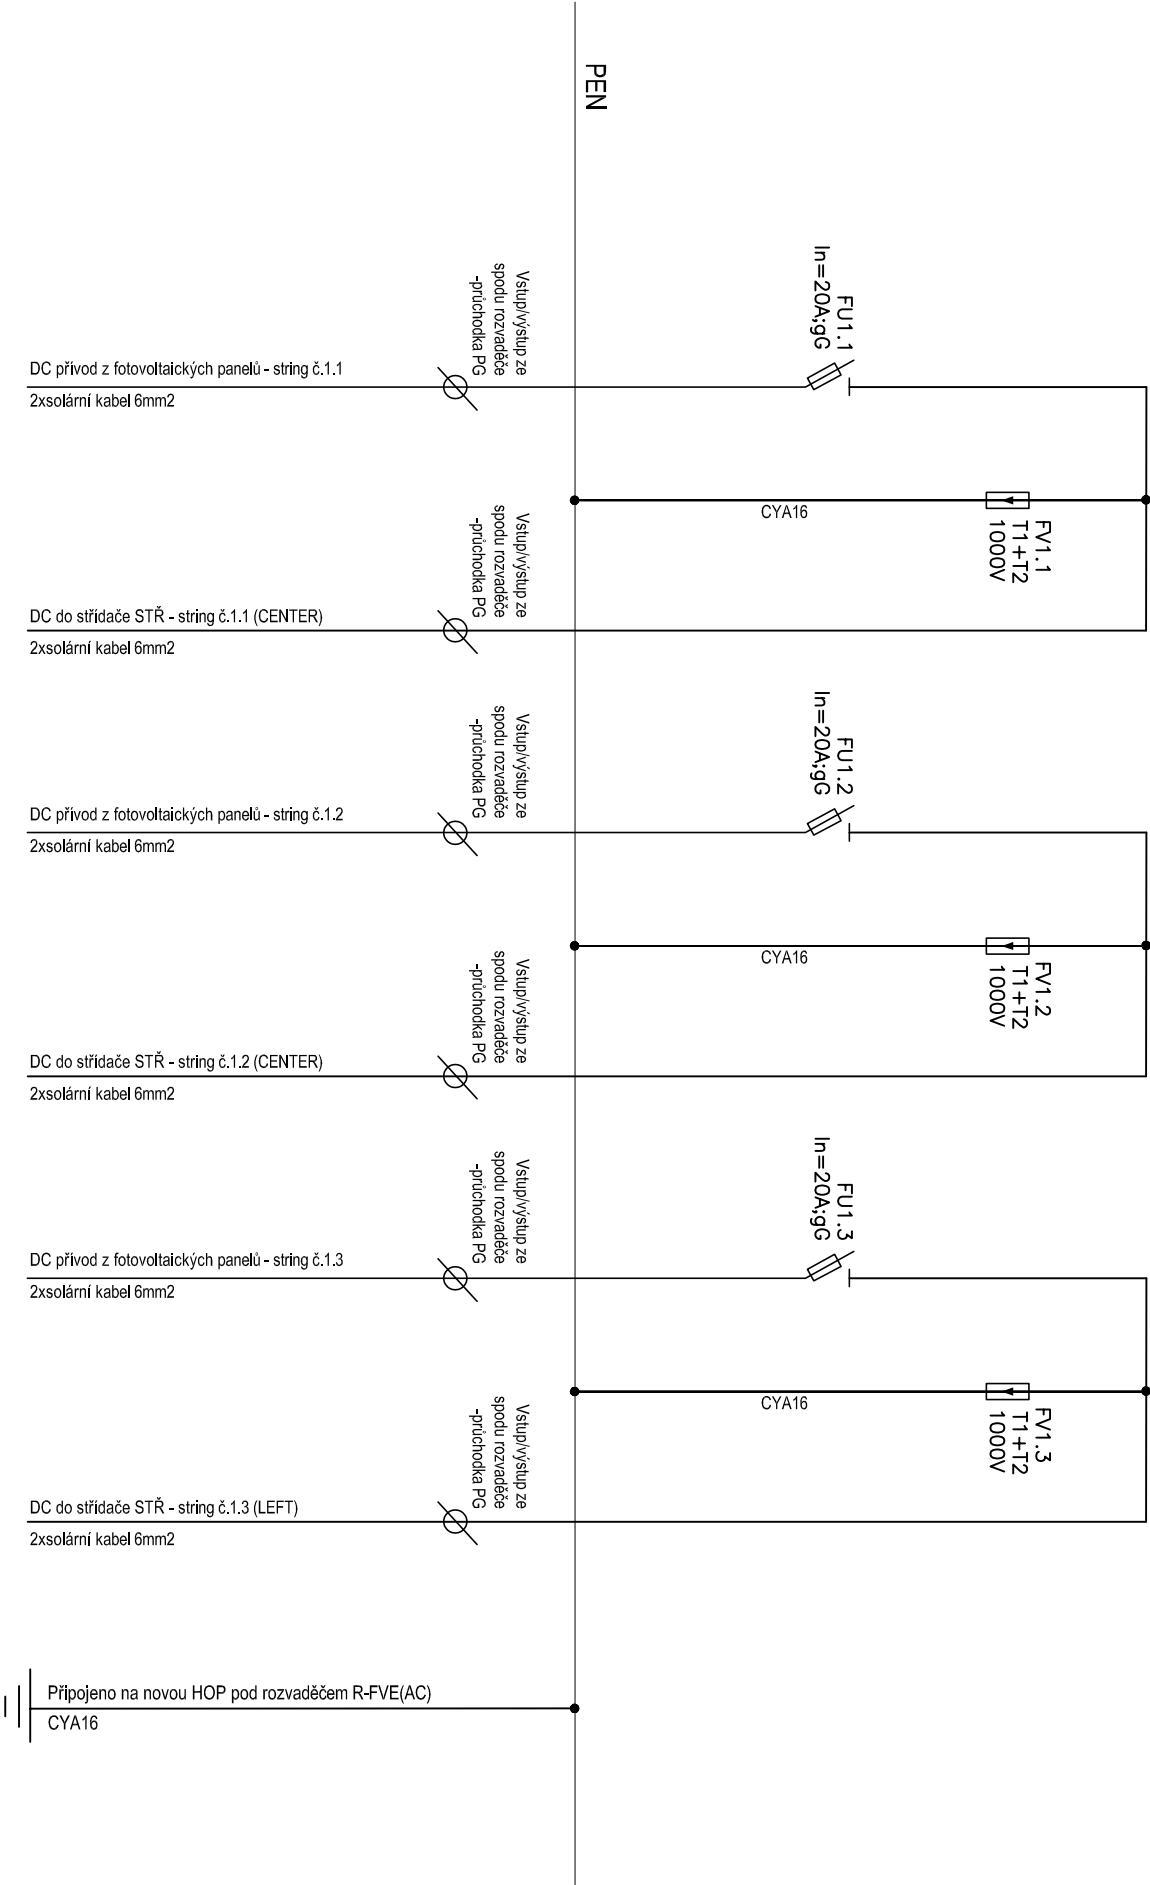 PEN
FU1.1
In=20A;gG
Vstup/výstup ze
spodu rozvaděče
-průchodka PG
DC přívod z fotovoltaických panelů - string č.1.1
2xsolární kabel 6mm2
FV1.1
T1+T2
1000V
CYA16
Vstup/výstup ze
spodu rozvaděče
-průchodka PG
DC do střídače STŘ - string č.1.1 (CENTER)
2xsolární kabel 6mm2
FU1.2
In=20A;gG
Vstup/výstup ze
spodu rozvaděče
-průchodka PG
DC přívod z fotovoltaických panelů - string č.1.2
2xsolární kabel 6mm2
FV1.2
T1+T2
1000V
CYA16
Vstup/výstup ze
spodu rozvaděče
-průchodka PG
DC do střídače STŘ - string č.1.2 (CENTER)
2xsolární kabel 6mm2
FU1.3
In=20A;gG
Vstup/výstup ze
spodu rozvaděče
-průchodka PG
DC přívod z fotovoltaických panelů - string č.1.3
2xsolární kabel 6mm2
FV1.3
T1+T2
1000V
CYA16
Vstup/výstup ze
spodu rozvaděče
-průchodka PG
DC do střídače STŘ - string č.1.3 (LEFT)
2xsolární kabel 6mm2
Připojeno na novou HOP pod rozvaděčem R-FVE(AC)
CYA16